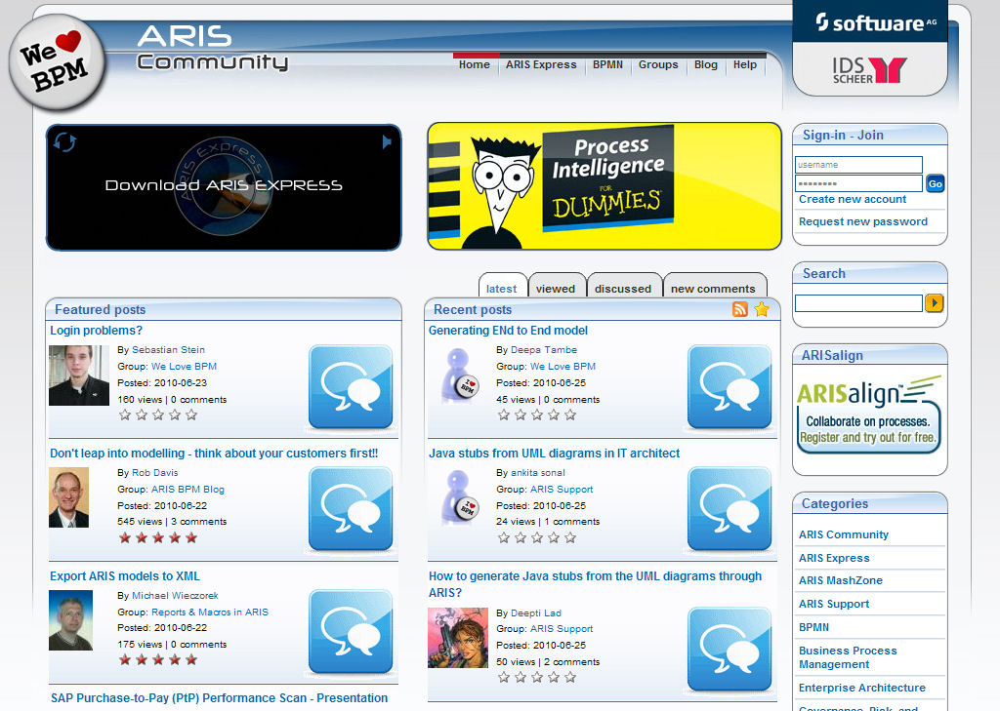 We
BPM
ARIS
Community
software AG
IDS
SCHEER
Home
ARIS Express
BPMN
Groups
Blog
Help
ARIS Express
Download ARIS EXPRESS
Process
Intelligence
FOR
DUMMIES
Sign-in - Join
username
••••••••
Go
Create new account
Request new password
Search
latest
viewed
discussed
new comments
Featured posts
Login problems?
By Sebastian Stein
Group: We Love BPM
Posted: 2010-06-23
160 views | 0 comments
Don't leap into modelling - think about your customers first!!
By Rob Davis
Group: ARIS BPM Blog
Posted: 2010-06-22
545 views | 3 comments
Export ARIS models to XML
By Michael Wieczorek
Group: Reports & Macros in ARIS
Posted: 2010-06-22
175 views | 0 comments
SAP Purchase-to-Pay (PtP) Performance Scan - Presentation
Recent posts
Generating ENd to End model
I
BPM
By Deepa Tambe
Group: We Love BPM
Posted: 2010-06-25
45 views | 0 comments
Java stubs from UML diagrams in IT architect
I
BPM
By ankita sonal
Group: ARIS Support
Posted: 2010-06-25
24 views | 1 comments
How to generate Java stubs from the UML diagrams through
ARIS?
By Deepti Lad
Group: ARIS Support
Posted: 2010-06-25
50 views | 2 comments
ARISalign
ARISalign™
Collaborate on processes.
Register and try out for free.
Categories
ARIS Community
ARIS Express
ARIS MashZone
ARIS Support
BPMN
Business Process
Management
Enterprise Architecture
Governance, Risk, and